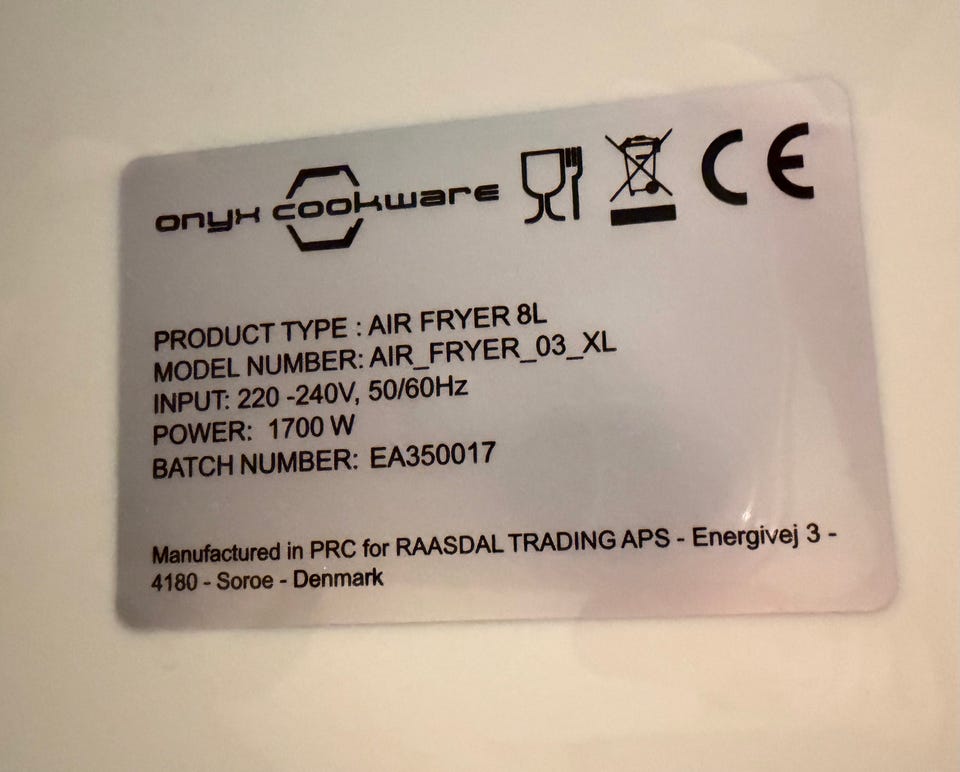 onyx cookware CE
PRODUCT TYPE : AIR FRYER 8L
MODEL NUMBER: AIR_FRYER_03_XL
INPUT: 220 -240V, 50/60Hz
POWER: 1700 W
BATCH NUMBER: EA350017
Manufactured in PRC for RAASDAL TRADING APS - Energivej 3 -
4180 - Soroe - Denmark